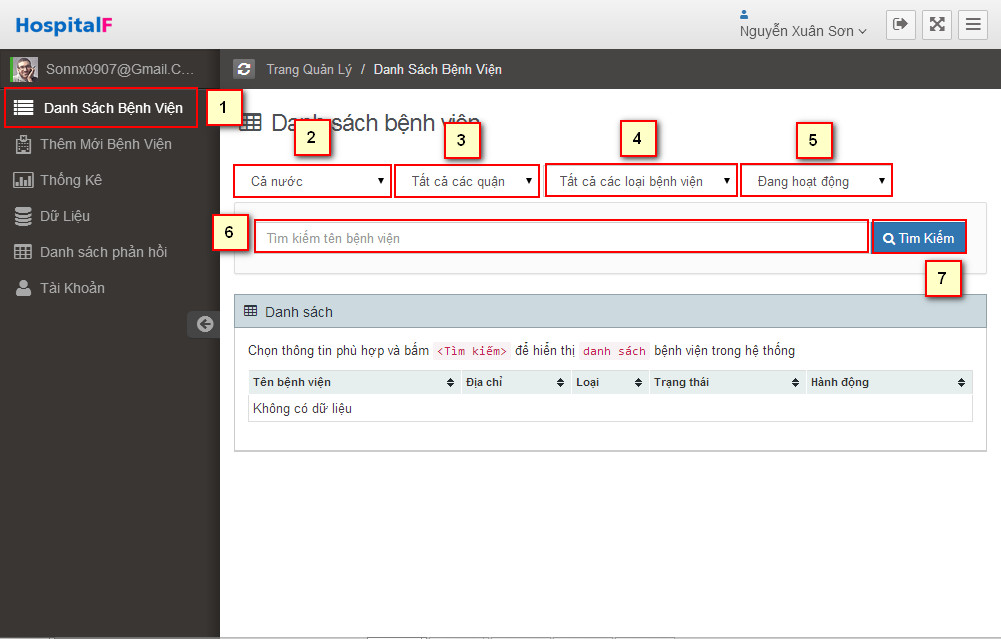 HospitalF
Nguyễn Xuân Sơn
Sonnx0907@Gmail.C...
Trang Quản Lý / Danh Sách Bệnh Viện
Danh Sách Bệnh Viện
1
Danh sách bệnh viện
Thêm Mới Bệnh Viện
Thống Kê
Dữ Liệu
Danh sách phản hồi
Tài Khoản
2
3
4
5
Cả nước
Tất cả các quận
Tất cả các loại bệnh viện
Đang hoạt động
6
Tìm kiếm tên bệnh viện
Tìm Kiếm
7
Danh sách
Chọn thông tin phù hợp và bấm <Tìm kiếm> để hiển thị danh sách bệnh viện trong hệ thống
Tên bệnh viện Địa chỉ Loại Trạng thái Hành động
Không có dữ liệu